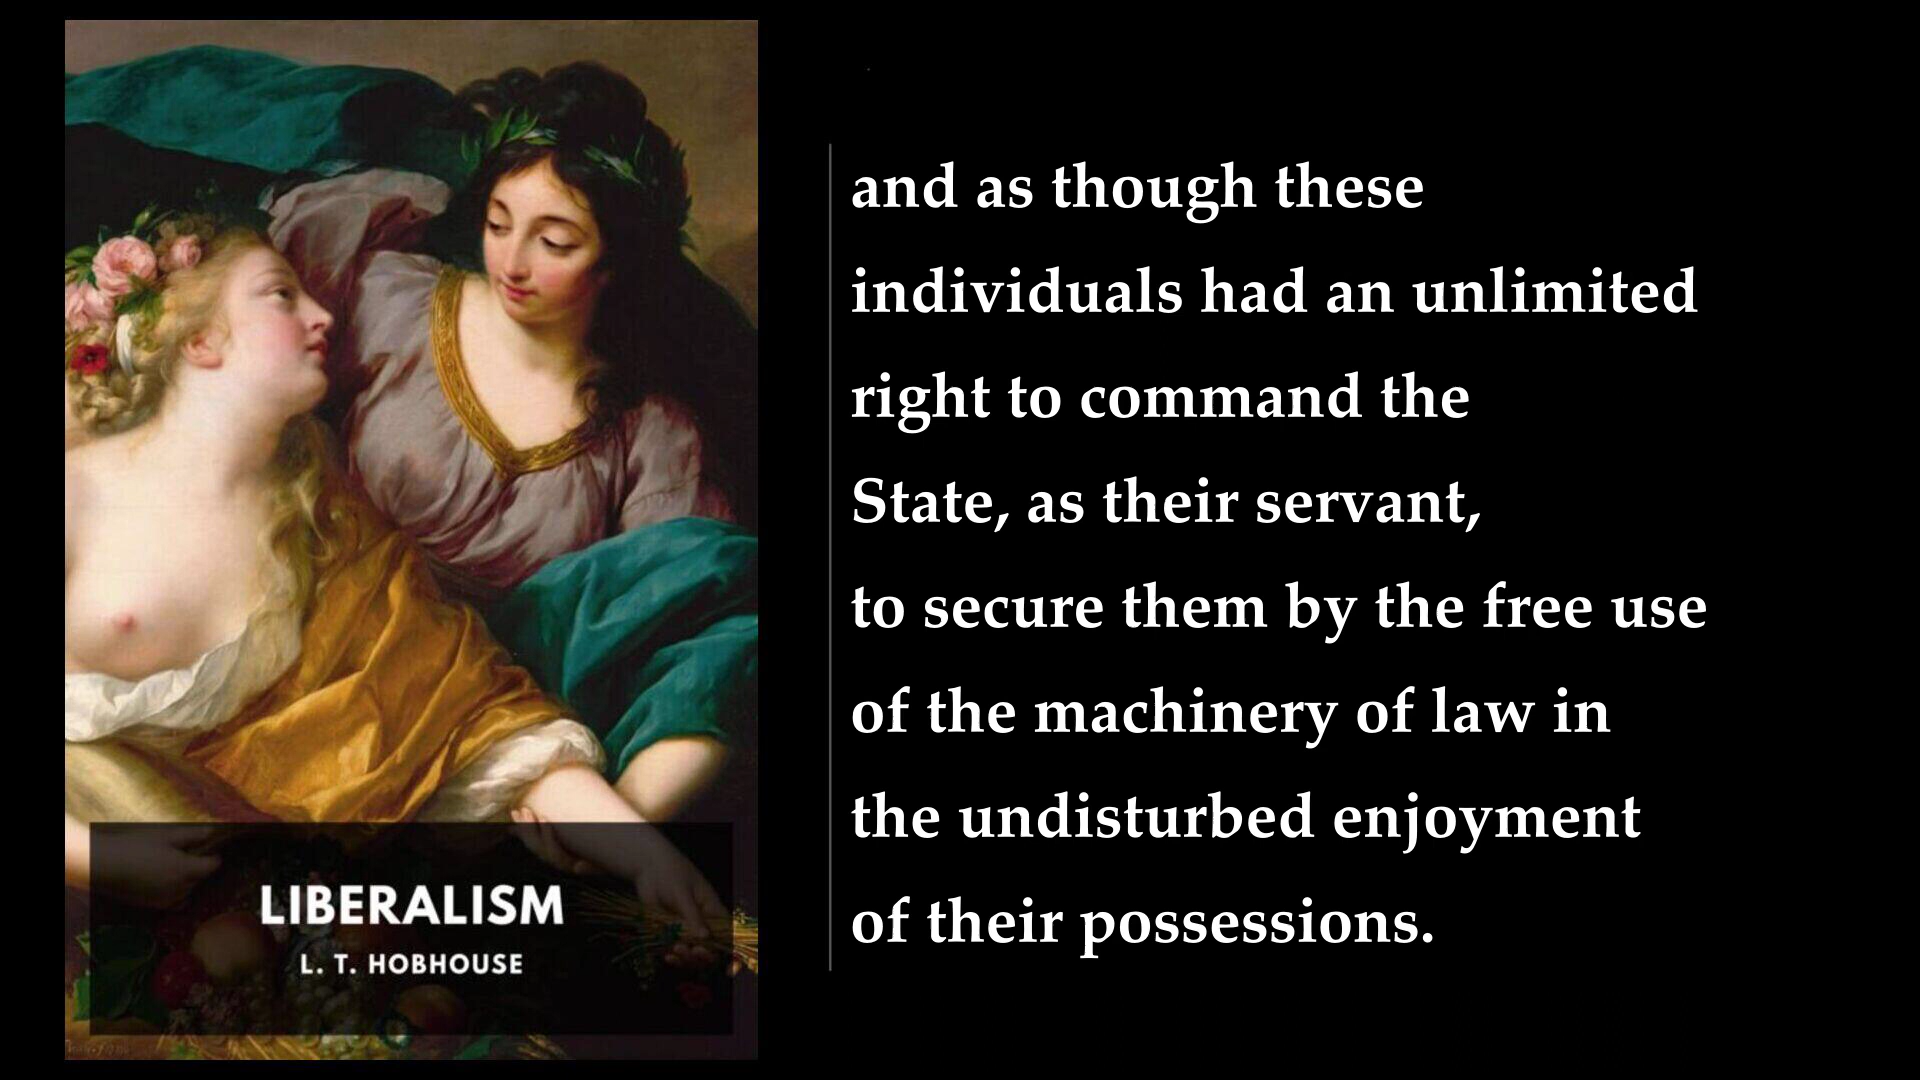 LIBERALISM
L. T. HOBHOUSE
and as though these
individuals had an unlimited
right to command the
State, as their servant,
to secure them by the free use
of the machinery of law in
the undisturbed enjoyment
of their possessions.